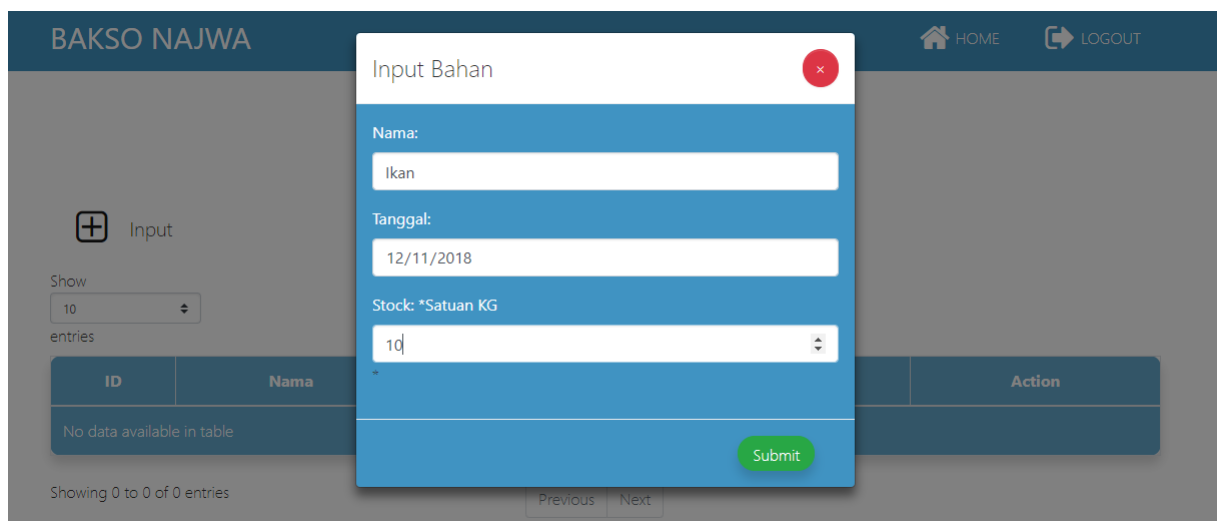 BAKSO NAJWA
HOME
LOGOUT
Input Bahan
×
Nama:
Ikan
Tanggal:
12/11/2018
Stock: *Satuan KG
10
*
Submit
Input
Show
10
entries
ID Nama Action
No data available in table
Showing 0 to 0 of 0 entries
Previous Next